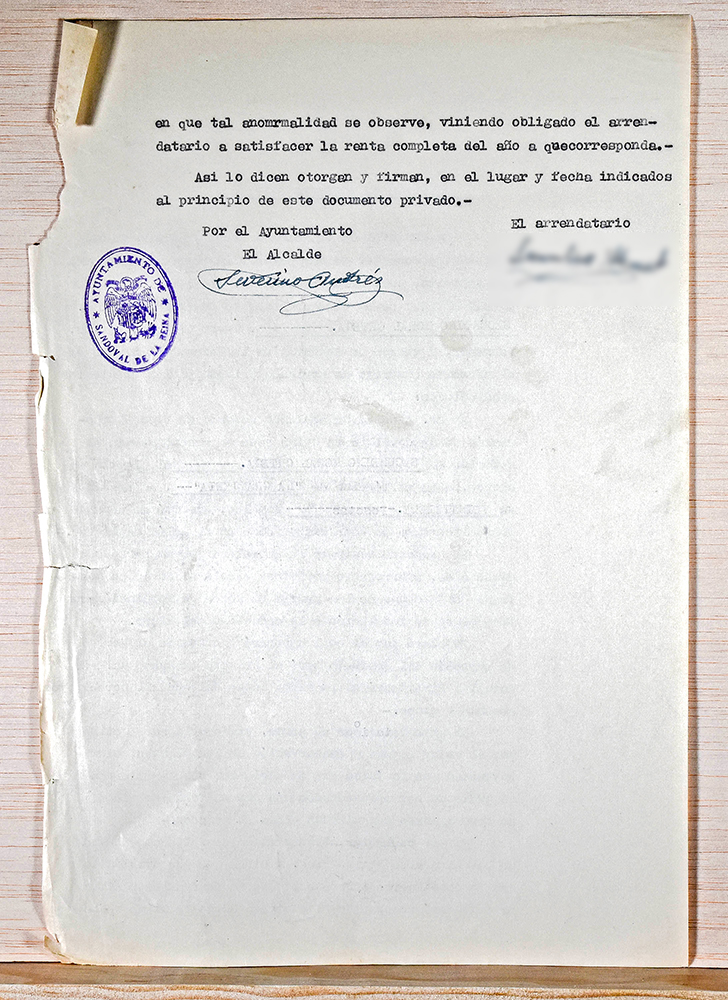 en que tal anomrmalidad se observe, viniendo obligado el arren-
datario a satisfacer la renta completa del año a quecorresponda.-
Asi lo dicen otorgan y firman, en el lugar y fecha indicados
al principio de este documento privado.-
Por el Ayuntamiento
El arrendatario
El Alcalde
Severino Andréz
AYUNTAMIENTO DE
SANDOVAL DE LA REINA